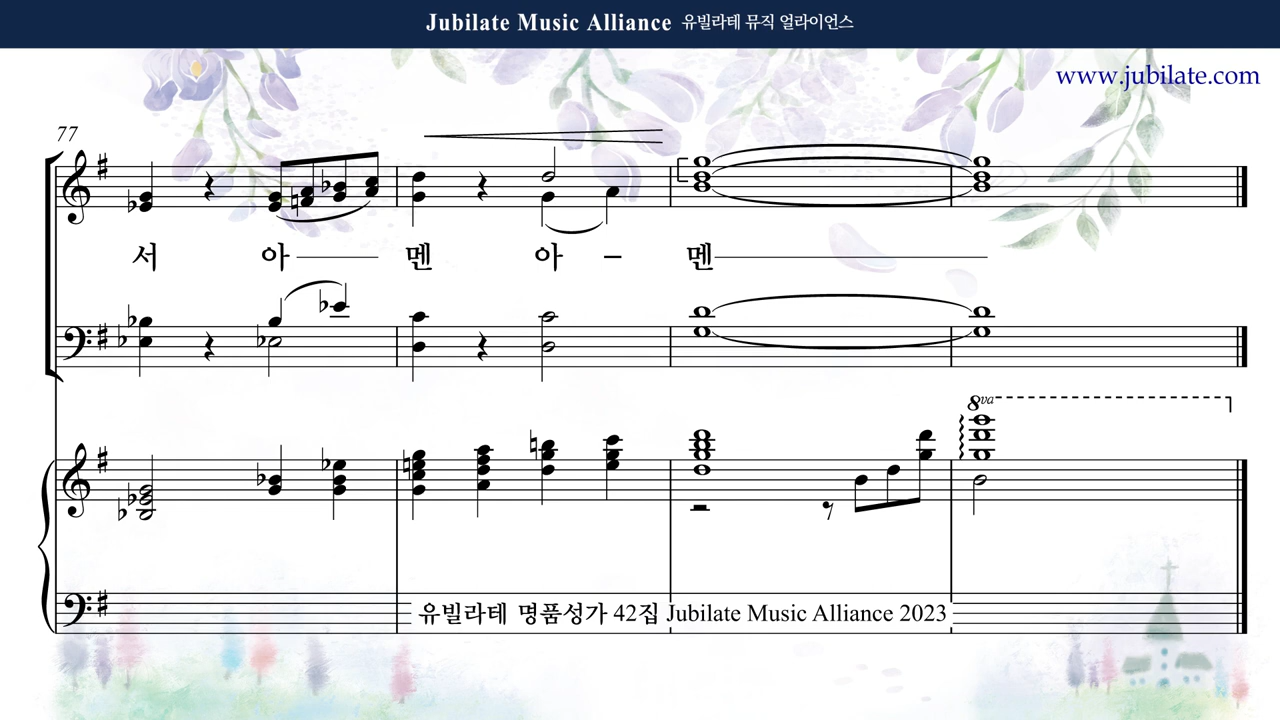 Jubilate Music Alliance 유빌라테 뮤직 얼라이언스
www.jubilate.com
77
서 아 멘 아 – 멘
8va
유빌라테 명품성가 42집 Jubilate Music Alliance 2023